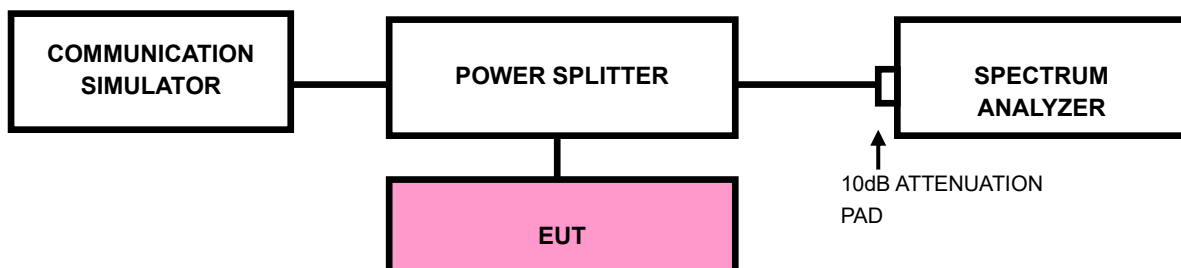 COMMUNICATION
SIMULATOR
POWER SPLITTER
SPECTRUM
ANALYZER
10dB ATTENUATION
PAD
EUT